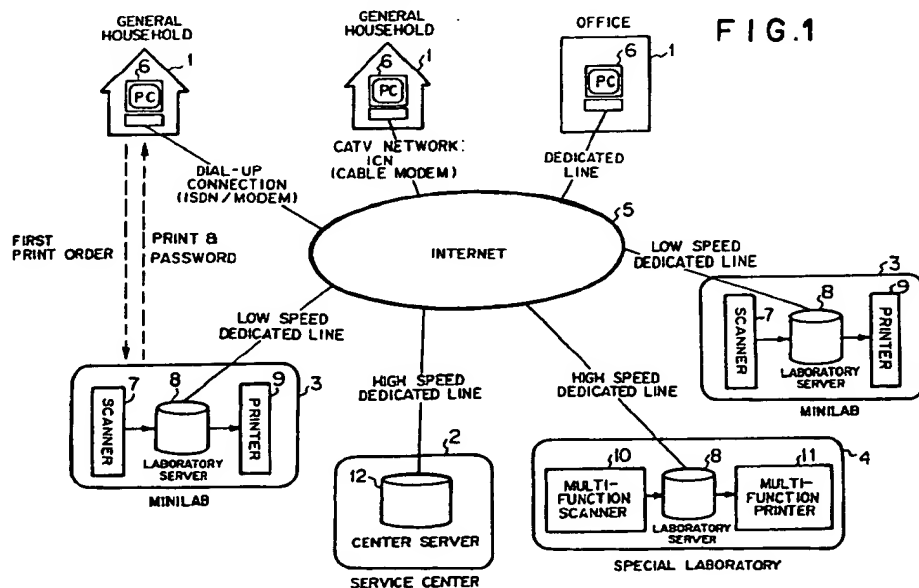 FIG.1
GENERAL
HOUSEHOLD
1
6
PC
GENERAL
HOUSEHOLD
1
6
PC
OFFICE
1
6
PC
DIAL-UP
CONNECTION
(ISDN/MODEM)
CATV NETWORK:
ICN
(CABLE MODEM)
DEDICATED
LINE
FIRST
PRINT ORDER
PRINT &
PASSWORD
INTERNET
5
LOW SPEED
DEDICATED LINE
LOW SPEED
DEDICATED LINE
HIGH SPEED
DEDICATED LINE
HIGH SPEED
DEDICATED LINE
3
7
SCANNER
8
LABORATORY
SERVER
9
PRINTER
MINILAB
3
7
SCANNER
8
LABORATORY
SERVER
9
PRINTER
MINILAB
2
12
CENTER SERVER
SERVICE CENTER
4
10
MULTI-
FUNCTION
SCANNER
8
LABORATORY
SERVER
11
MULTI-
FUNCTION
PRINTER
SPECIAL LABORATORY